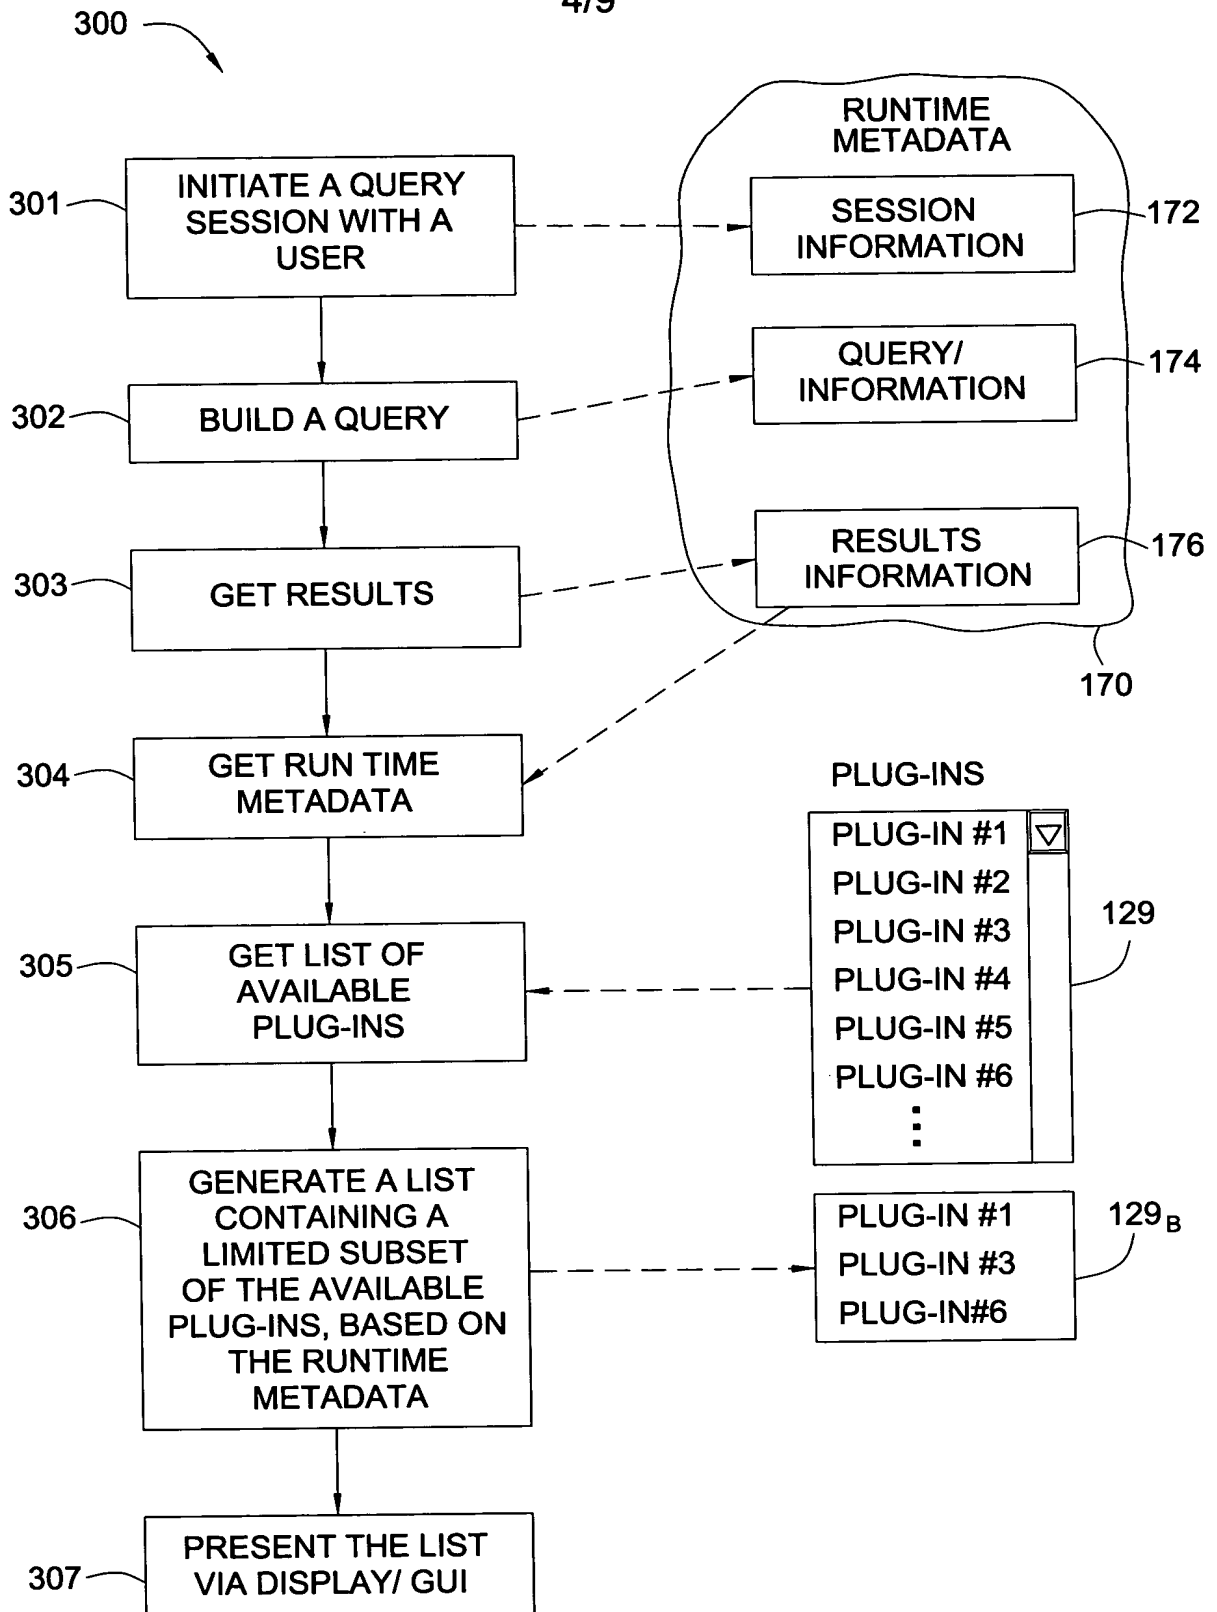 4/9
300
RUNTIME
METADATA
301
INITIATE A QUERY
SESSION WITH A
USER
SESSION
INFORMATION
172
302
BUILD A QUERY
QUERY/
INFORMATION
174
303
GET RESULTS
RESULTS
INFORMATION
176
170
304
GET RUN TIME
METADATA
PLUG-INS
PLUG-IN #1
PLUG-IN #2
PLUG-IN #3
PLUG-IN #4
PLUG-IN #5
PLUG-IN #6
129
305
GET LIST OF
AVAILABLE
PLUG-INS
306
GENERATE A LIST
CONTAINING A
LIMITED SUBSET
OF THE AVAILABLE
PLUG-INS, BASED ON
THE RUNTIME
METADATA
PLUG-IN #1
PLUG-IN #3
PLUG-IN#6
129B
307
PRESENT THE LIST
VIA DISPLAY/ GUI